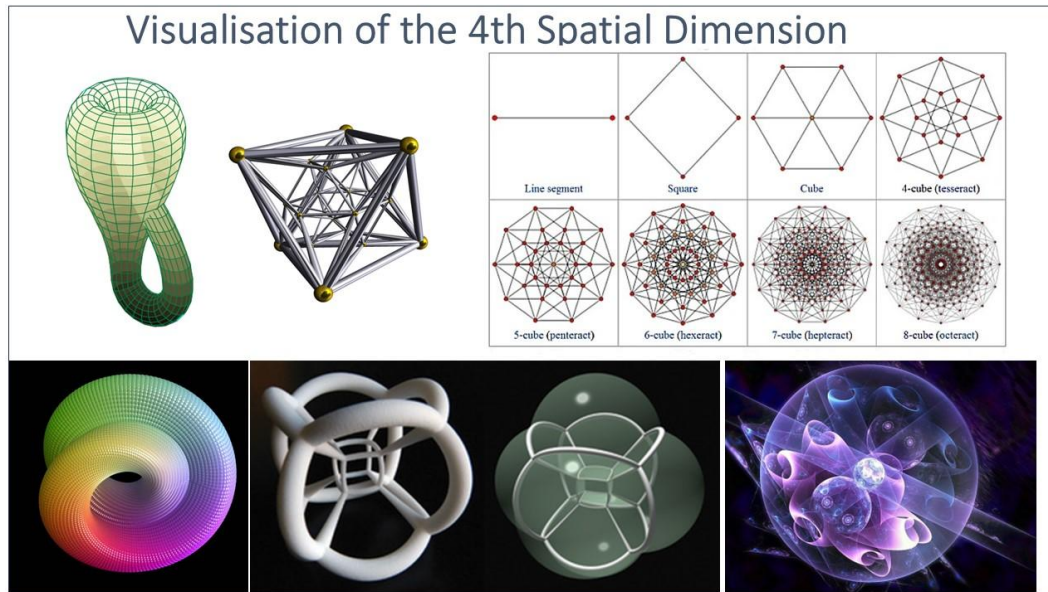 Visualisation of the 4th Spatial Dimension
Line segment
Square
Cube
4-cube (tesseract)
5-cube (penteract)
6-cube (hexeract)
7-cube (hepteract)
8-cube (octeract)